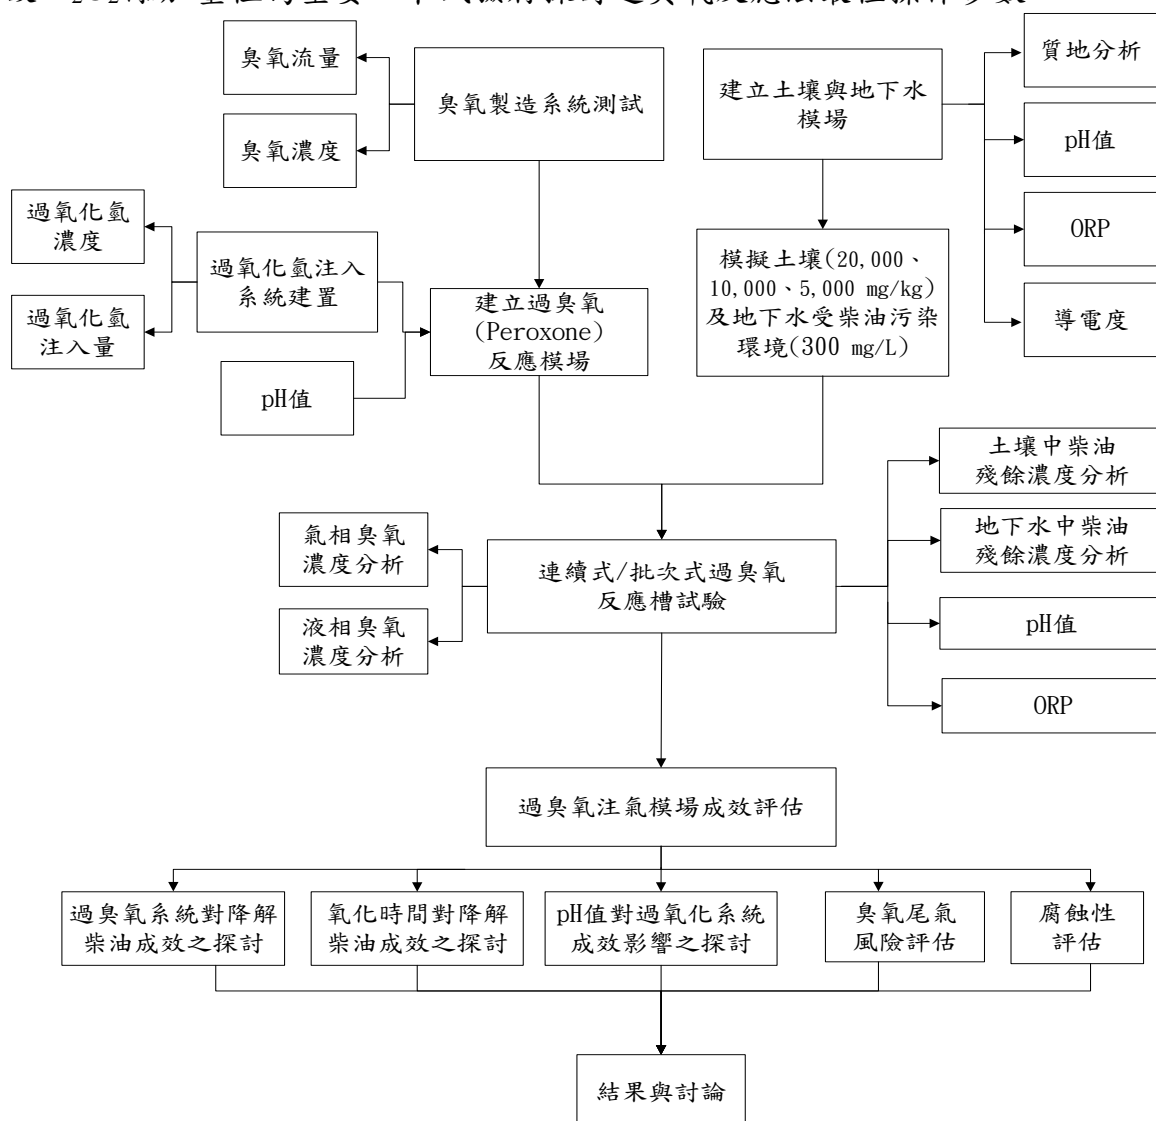 臭氧流量
臭氧濃度
臭氧製造系統測試
建立土壤與地下水
模場
質地分析
pH值
ORP
導電度
過氧化氫
濃度
過氧化氫
注入量
過氧化氫注入
系統建置
pH值
建立過臭氧
(Peroxone)
反應模場
模擬土壤(20,000、
10,000、5,000 mg/kg)
及地下水受柴油污染
環境(300 mg/L)
氣相臭氧
濃度分析
液相臭氧
濃度分析
連續式/批次式過臭氧
反應槽試驗
土壤中柴油
殘餘濃度分析
地下水中柴油
殘餘濃度分析
pH值
ORP
過臭氧注氣模場成效評估
過臭氧系統對降解
柴油成效之探討
氧化時間對降解
柴油成效之探討
pH值對過氧化系統
成效影響之探討
臭氧尾氣
風險評估
腐蝕性
評估
結果與討論